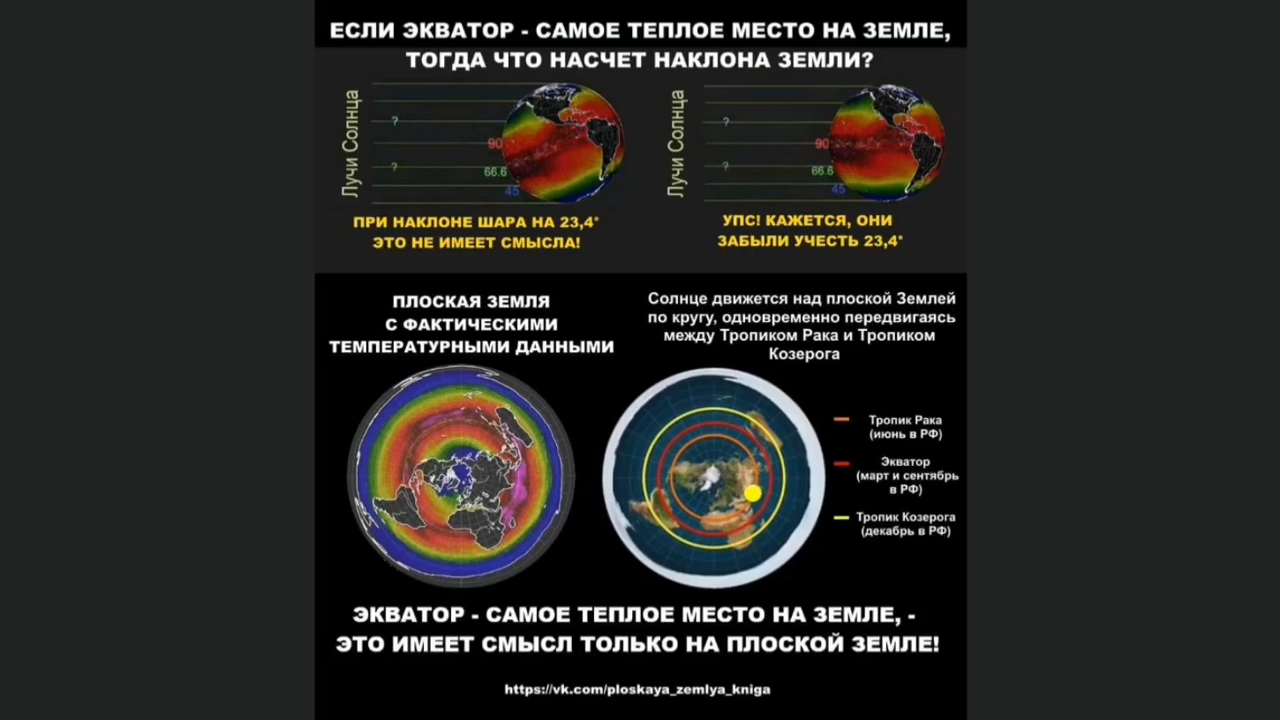 ЕСЛИ ЭКВАТОР - САМОЕ ТЕПЛОЕ МЕСТО НА ЗЕМЛЕ,
ТОГДА ЧТО НАСЧЕТ НАКЛОНА ЗЕМЛИ?
Лучи Солнца
?
90
?
66.6
45
ПРИ НАКЛОНЕ ШАРА НА 23,4°
ЭТО НЕ ИМЕЕТ СМЫСЛА!
Лучи Солнца
?
90
?
66.6
45
УПС! КАЖЕТСЯ, ОНИ
ЗАБЫЛИ УЧЕСТЬ 23,4°
ПЛОСКАЯ ЗЕМЛЯ
С ФАКТИЧЕСКИМИ
ТЕМПЕРАТУРНЫМИ ДАННЫМИ
Солнце движется над плоской Землей
по кругу, одновременно передвигаясь
между Тропиком Рака и Тропиком
Козерога
Тропик Рака
(июнь в РФ)
Экватор
(март и сентябрь
в РФ)
Тропик Козерога
(декабрь в РФ)
ЭКВАТОР - САМОЕ ТЕПЛОЕ МЕСТО НА ЗЕМЛЕ, -
ЭТО ИМЕЕТ СМЫСЛ ТОЛЬКО НА ПЛОСКОЙ ЗЕМЛЕ!
https://vk.com/ploskaya_zemlya_kniga